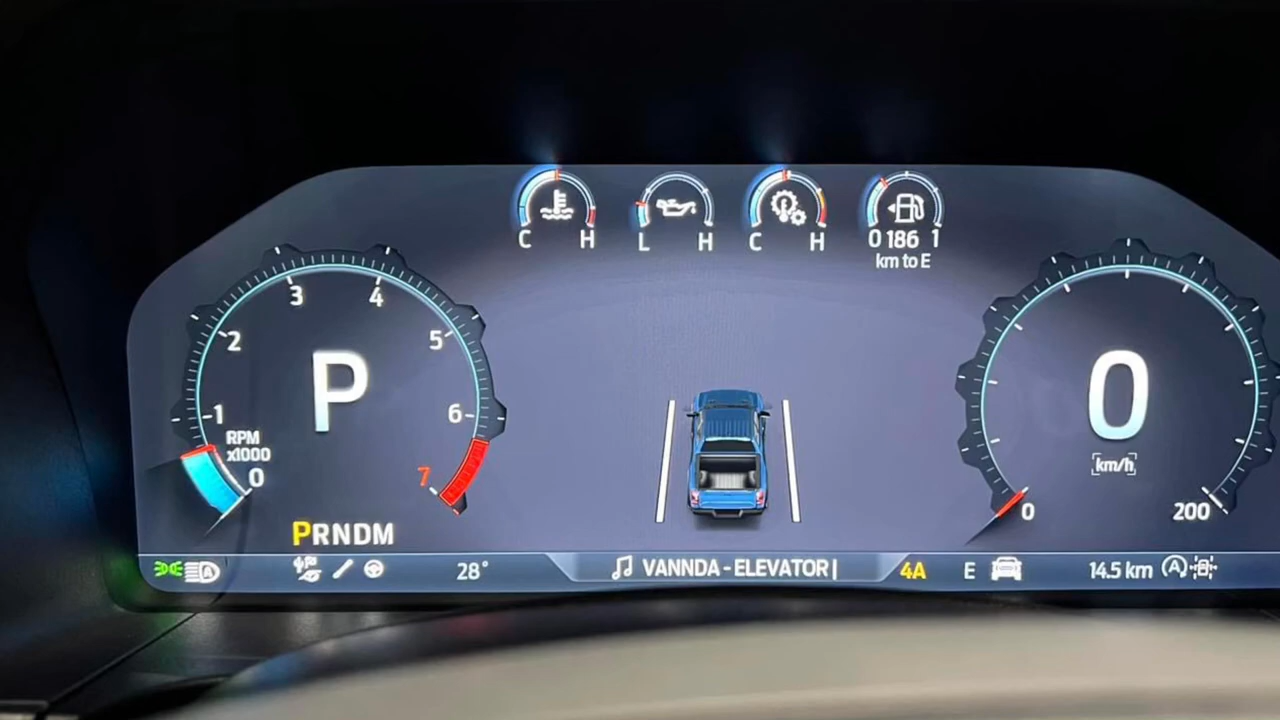 C H
L H
C H
0 186 1
km to E
1
2
3
4
5
6
7
0
RPM
x1000
P
PRNDM
0
km/h
0
200
A
28°
VANNDA - ELEVATOR|
4A
E
14.5 km
A